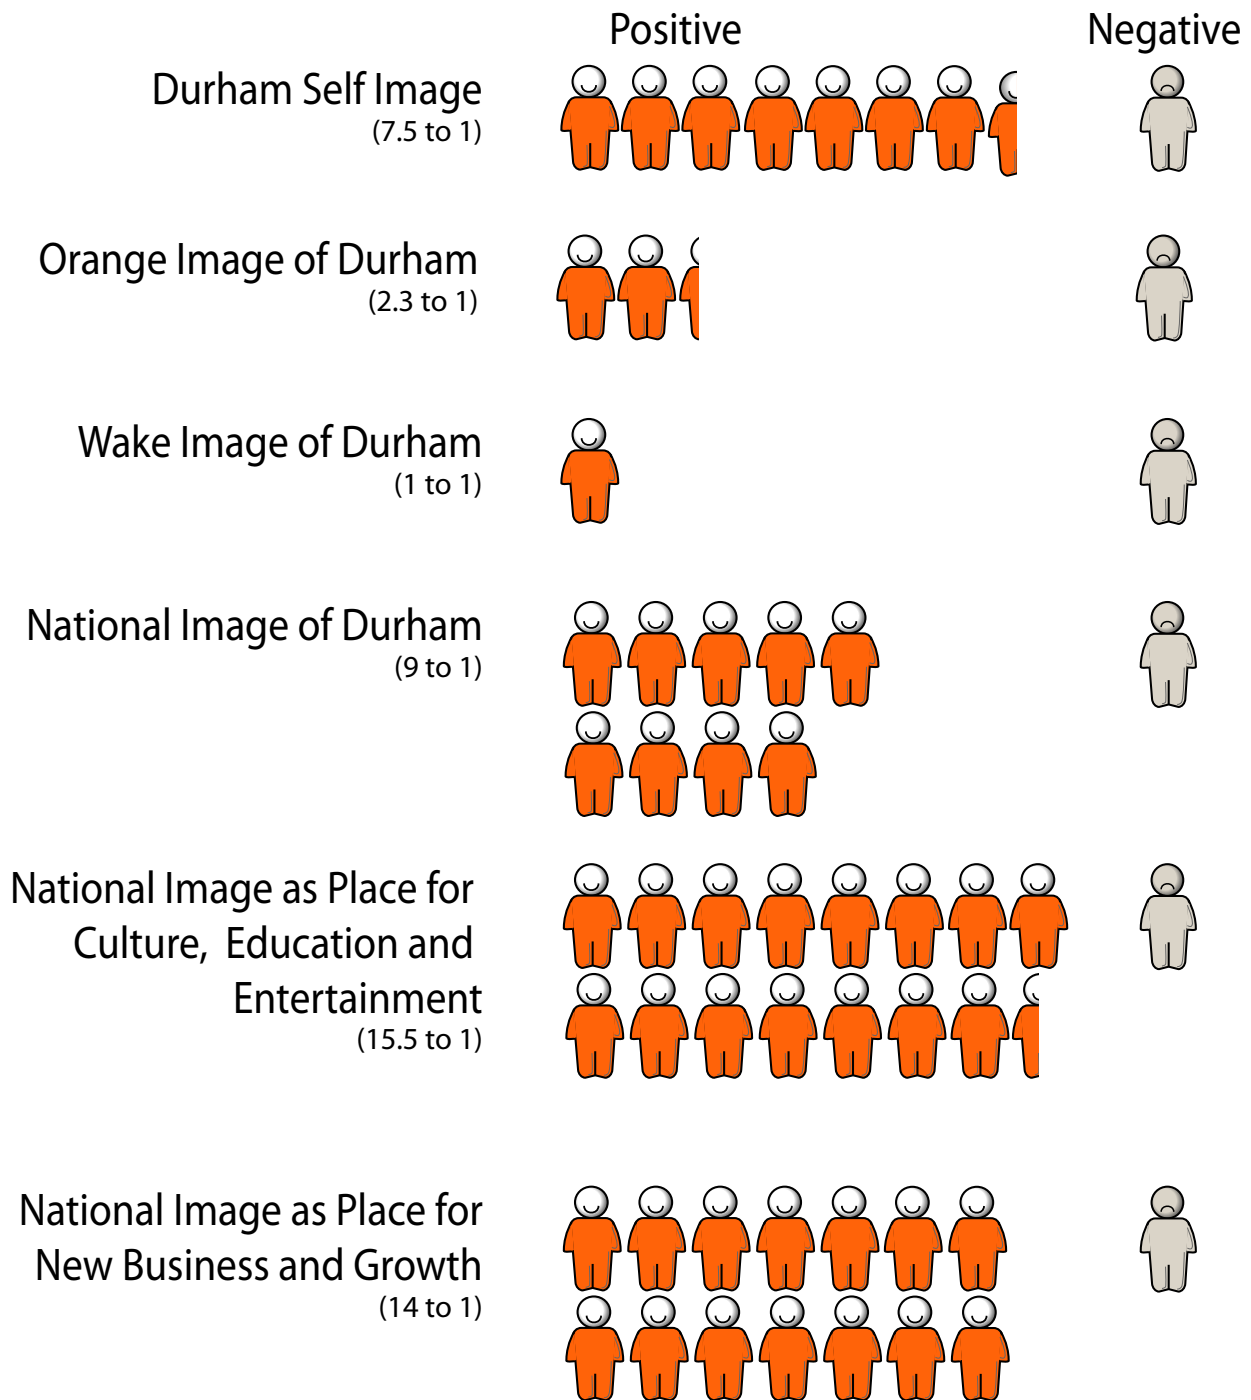 Positive
Negative
Durham Self Image
(7.5 to 1)
Orange Image of Durham
(2.3 to 1)
Wake Image of Durham
(1 to 1)
National Image of Durham
(9 to 1)
National Image as Place for
Culture, Education and
Entertainment
(15.5 to 1)
National Image as Place for
New Business and Growth
(14 to 1)